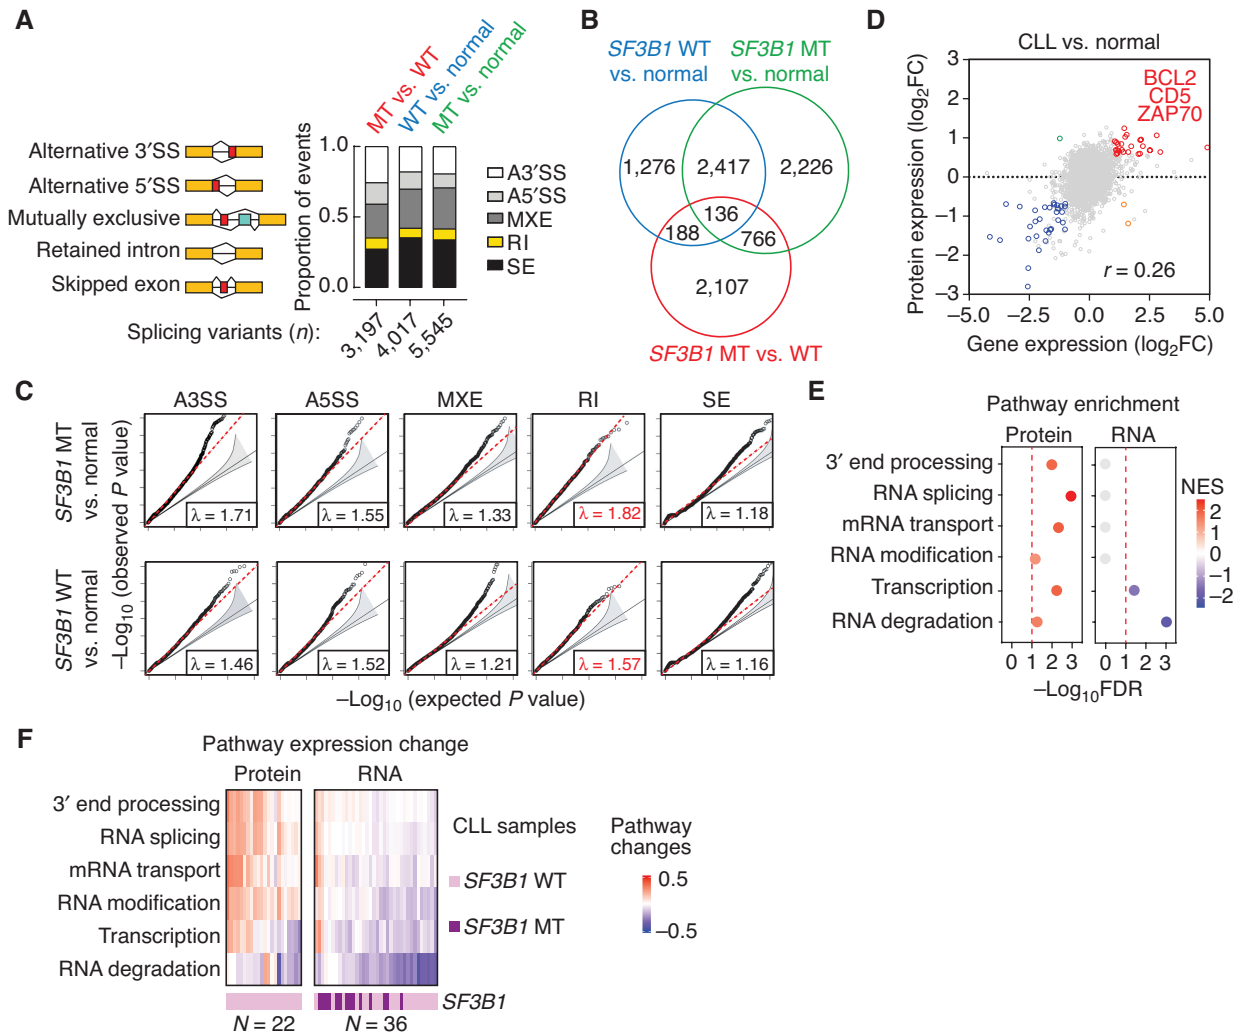 A
MT vs. WT
WT vs. normal
MT vs. normal
Alternative 3′SS
Alternative 5′SS
Mutually exclusive
Retained intron
Skipped exon
Proportion of events
1.0
0.5
0.0
A3′SS
A5′SS
MXE
RI
SE
Splicing variants (n):
3,197
4,017
5,545
B
SF3B1 WT
vs. normal
SF3B1 MT
vs. normal
1,276
2,417
2,226
136
188
766
2,107
SF3B1 MT vs. WT
D
CLL vs. normal
BCL2
CD5
ZAP70
Protein expression (log2FC)
3
2
1
0
−1
−2
−3
r = 0.26
−5.0
−2.5
0.0
2.5
5.0
Gene expression (log2FC)
C
A3SS
A5SS
MXE
RI
SE
SF3B1 MT
vs. normal
λ = 1.71
λ = 1.55
λ = 1.33
λ = 1.82
λ = 1.18
SF3B1 WT
vs. normal
λ = 1.46
λ = 1.52
λ = 1.21
λ = 1.57
λ = 1.16
−Log10 (observed P value)
−Log10 (expected P value)
E
Pathway enrichment
Protein
RNA
3′ end processing
RNA splicing
mRNA transport
RNA modification
Transcription
RNA degradation
0 1 2 3
0 1 2 3
−Log10FDR
NES
2
1
0
−1
−2
F
Pathway expression change
Protein
RNA
3′ end processing
RNA splicing
mRNA transport
RNA modification
Transcription
RNA degradation
SF3B1
N = 22
N = 36
CLL samples
SF3B1 WT
SF3B1 MT
Pathway
changes
0.5
−0.5